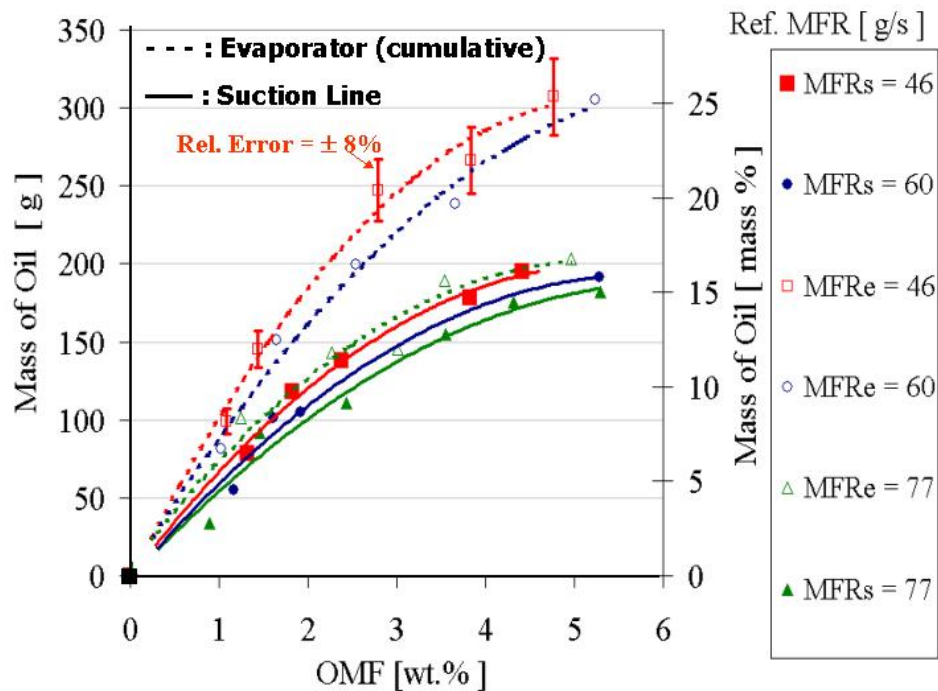 Ref. MFR [ g/s ]
350
300
250
200
150
100
50
0
Mass of Oil [ g]
: Evaporator (cumulative)
: Suction Line
Rel. Error = ± 8%
25
20
15
10
5
0
Mass of Oil [ mass % ]
0 1 2 3 4 5 6
OMF [wt.% ]
MFRs = 46
MFRs = 60
MFRe = 46
MFRe = 60
MFRe = 77
MFRs = 77